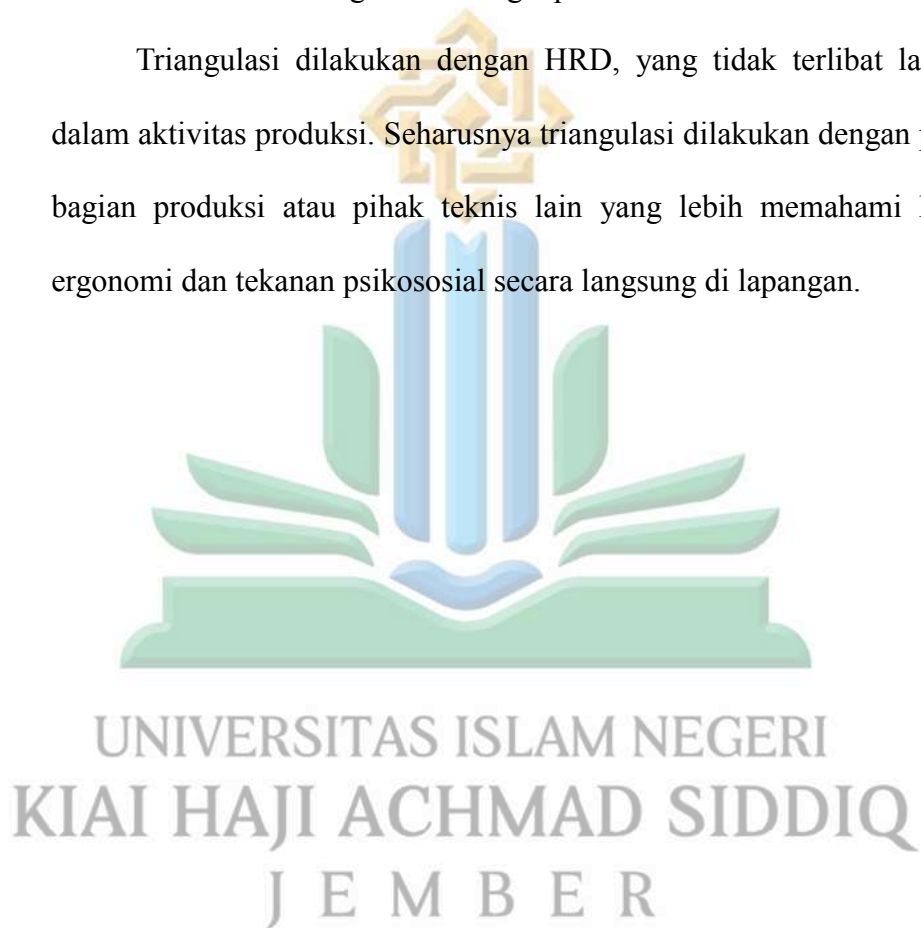 Triangulasi dilakukan dengan HRD, yang tidak terlibat
dalam aktivitas produksi. Seharusnya triangulasi dilakukan dengan
bagian produksi atau pihak teknis lain yang lebih memahami
ergonomi dan tekanan psikososial secara langsung di lapangan.
UNIVERSITAS ISLAM NEGERI
KIAI HAJI ACHMAD SIDDIQ
JEMBER